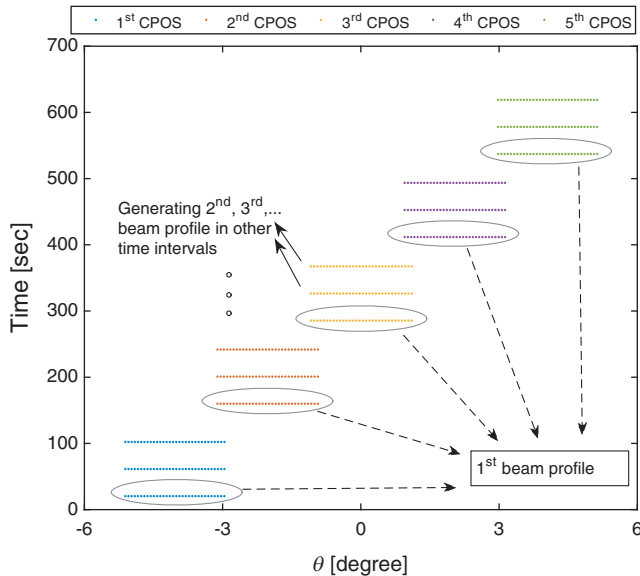 1st CPOS 2nd CPOS 3rd CPOS 4th CPOS 5th CPOS
Time [sec]
700
600
500
400
300
200
100
0
Generating 2nd, 3rd,...
beam profile in other
time intervals
1st beam profile
-6 -3 0 3 6
θ [degree]